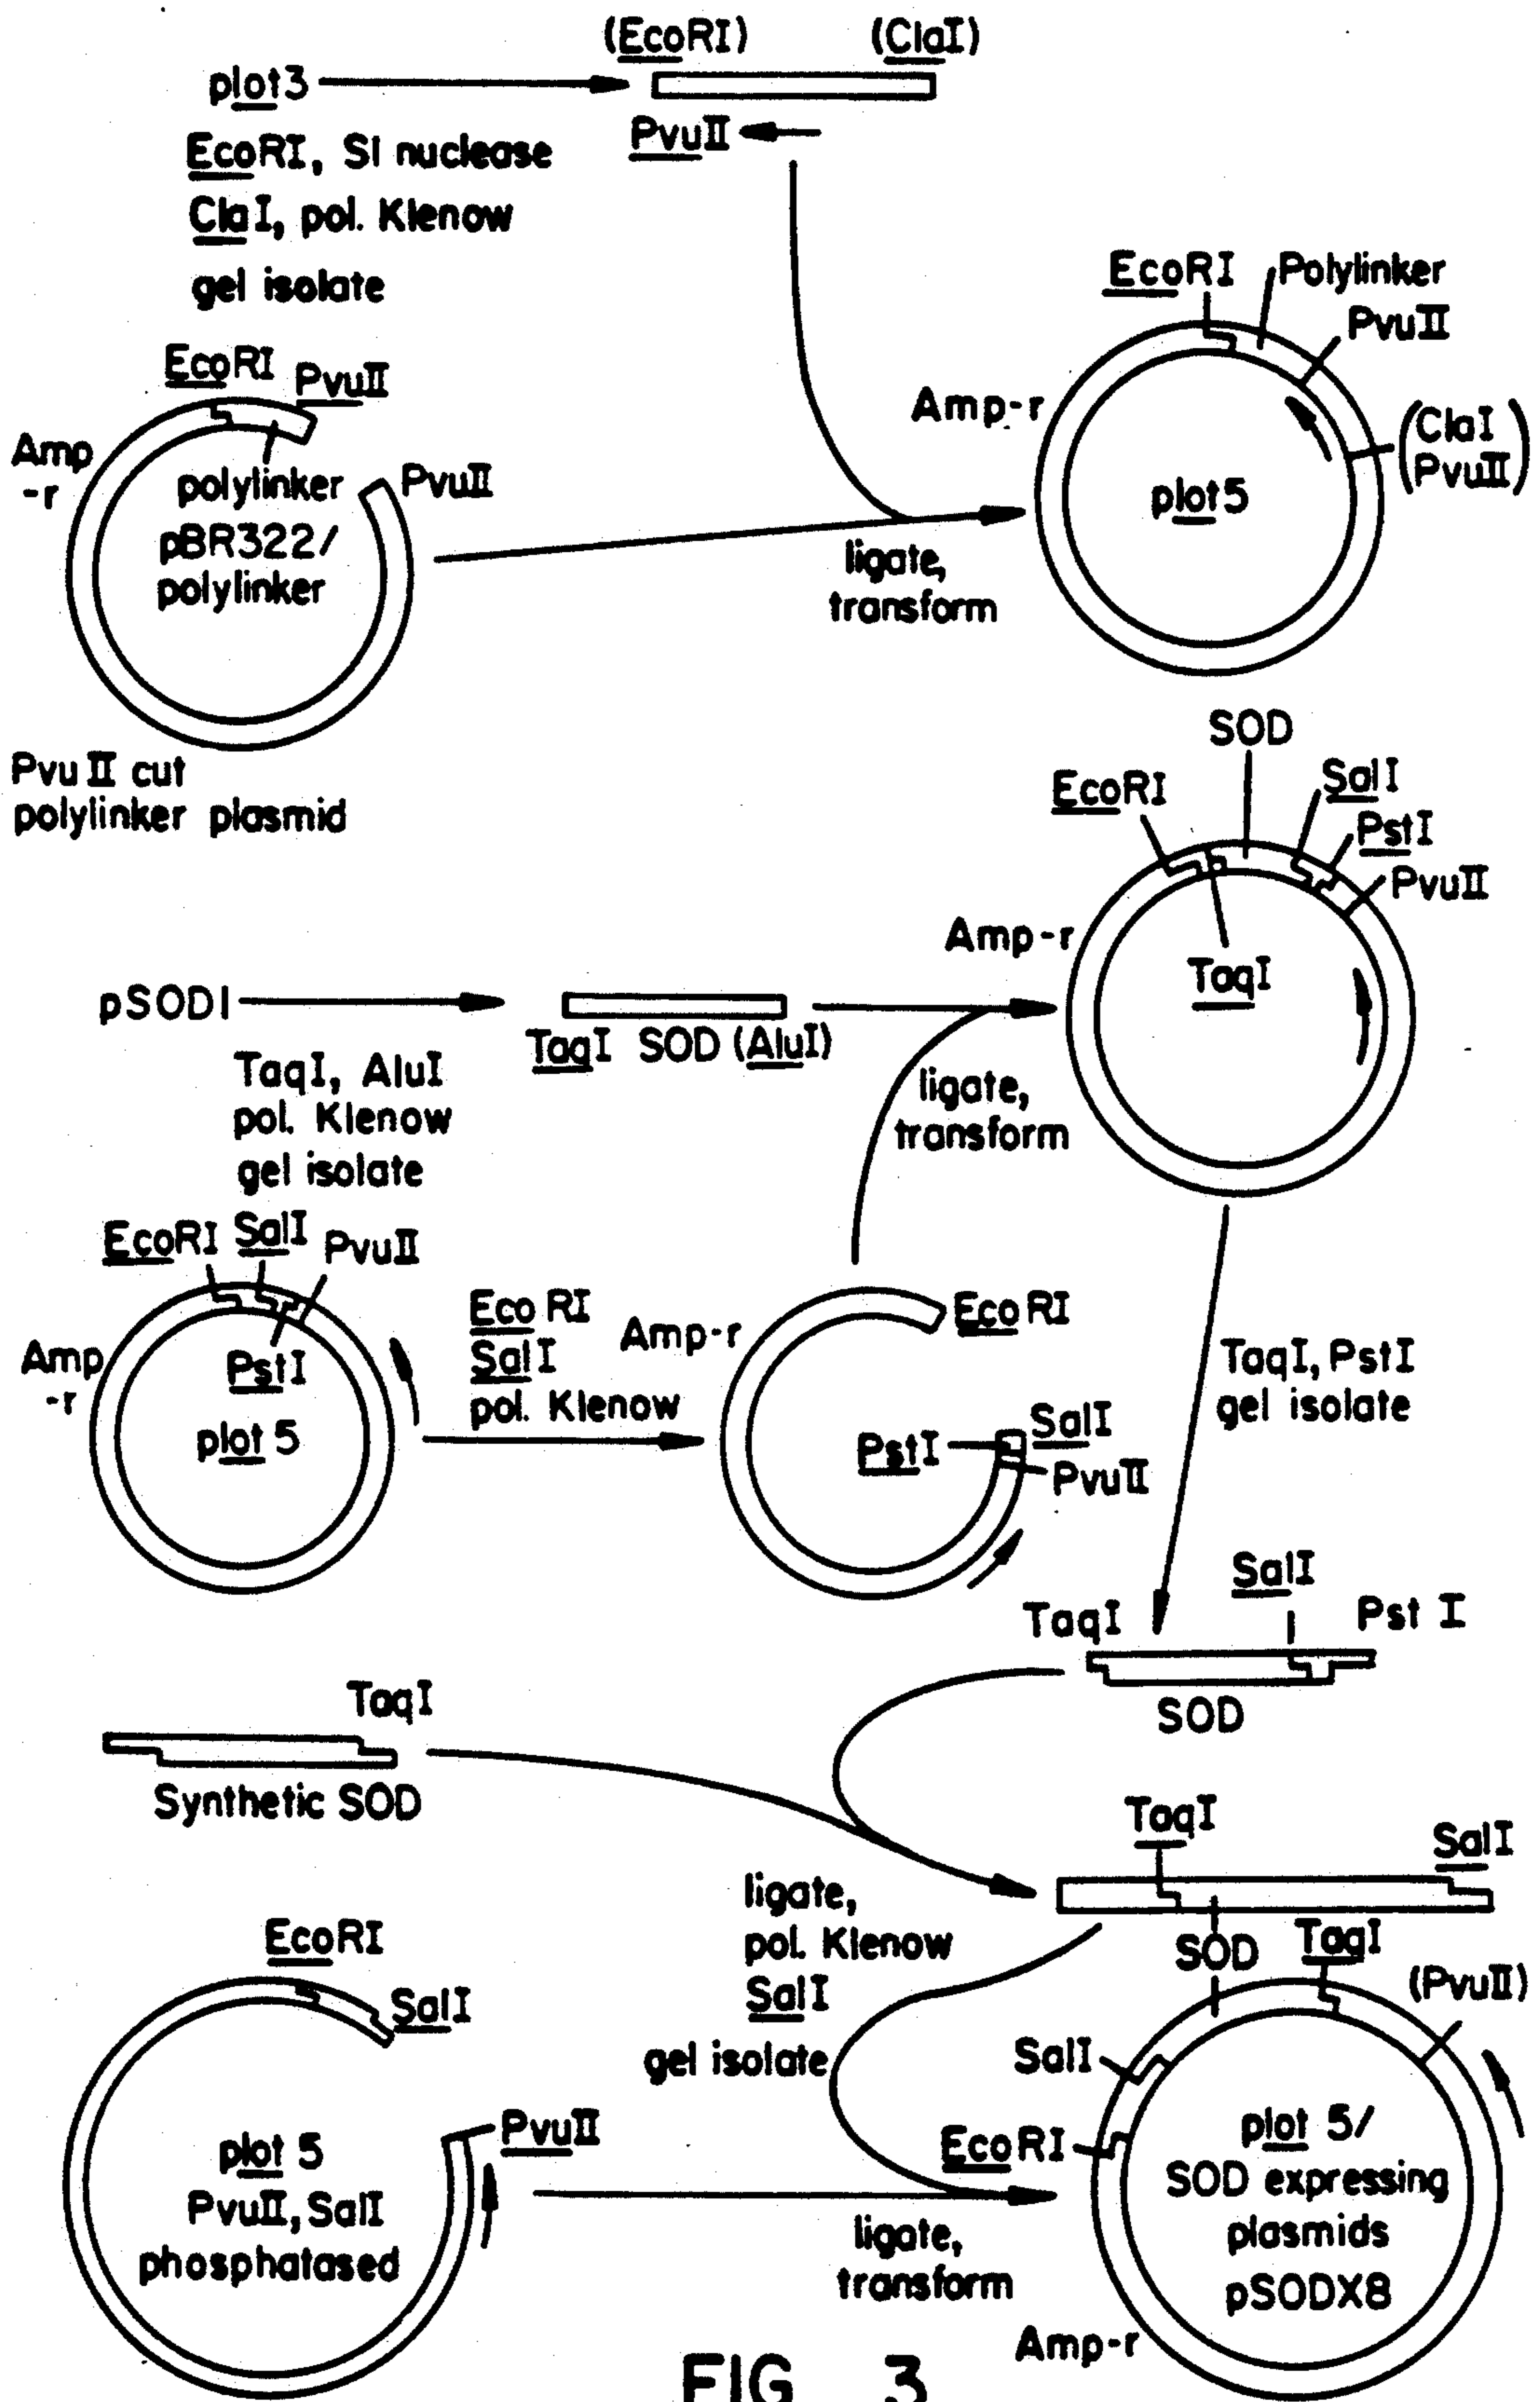 (EcoRI) (ClaI)
plot3
PvuII
EcoRI, SI nuclease
ClaI, pol. Klenow
gel isolate
EcoRI
PvuII
Amp
-r
polylinker
PvuII
pBR322/
polylinker
PvuII cut
polylinker plasmid
ligate,
transform
EcoRI
Polylinker
PvuII
Amp-r
(ClaI
PvuII)
plot5
SOD
EcoRI
SalI
PstI
PvuII
Amp-r
TaqI
pSODI
TaqI SOD (AluI)
TaqI, AluI
pol. Klenow
gel isolate
ligate,
transform
EcoRI SalI PvuII
Amp
-r
PstI
plot 5
Eco RI
SalI
pol. Klenow
Amp-r
EcoRI
PstI
SalI
PvuII
TaqI, PstI
gel isolate
TaqI
SalI
Pst I
SOD
TaqI
Synthetic SOD
ligate,
pol. Klenow
SalI
gel isolate
TaqI
SalI
SOD
TaqI
(PvuII)
SalI
EcoRI
plot 5/
SOD expressing
plasmids
pSODX8
Amp-r
EcoRI
SalI
PvuII
plot 5
PvuII, SalI
phosphatased
ligate,
transform
FIG. 3